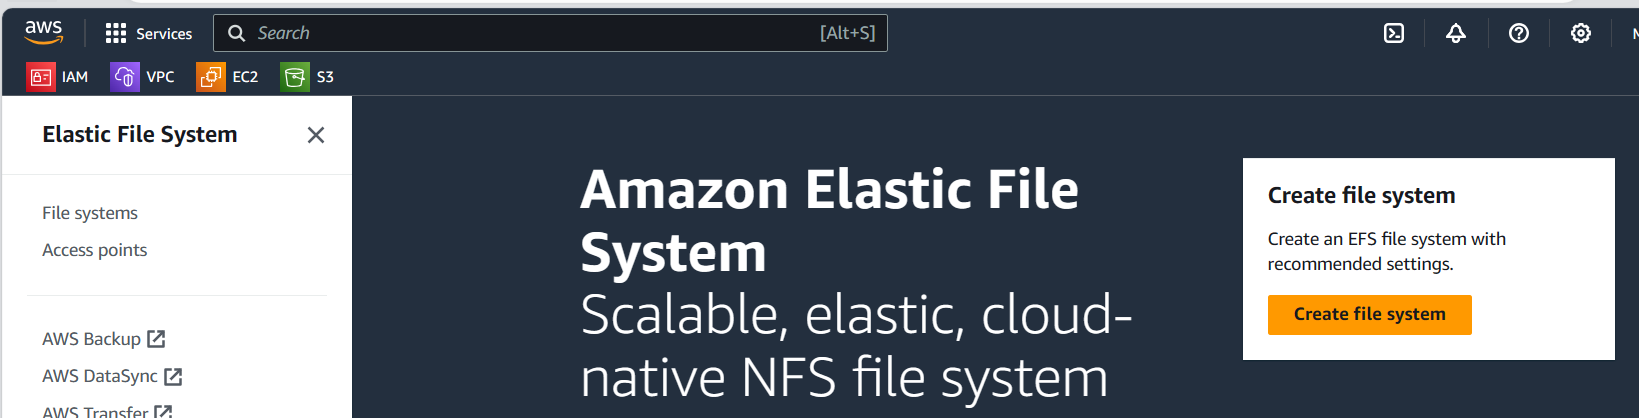 aws
Services
Search
[Alt+S]
IAM
VPC
EC2
S3
Elastic File System
File systems
Access points
AWS Backup
AWS DataSync
AWS Transfer
Amazon Elastic File
System
Scalable, elastic, cloud-
native NFS file system
Create file system
Create an EFS file system with
recommended settings.
Create file system